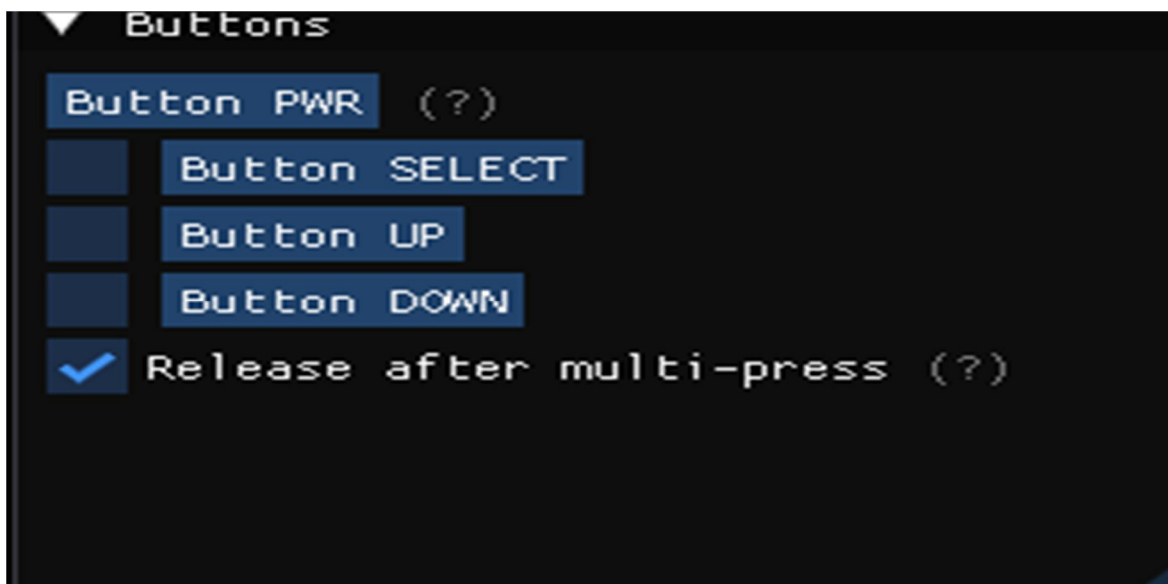 Buttons
Button PWR (?)
Button SELECT
Button UP
Button DOWN
Release after multi-press (?)